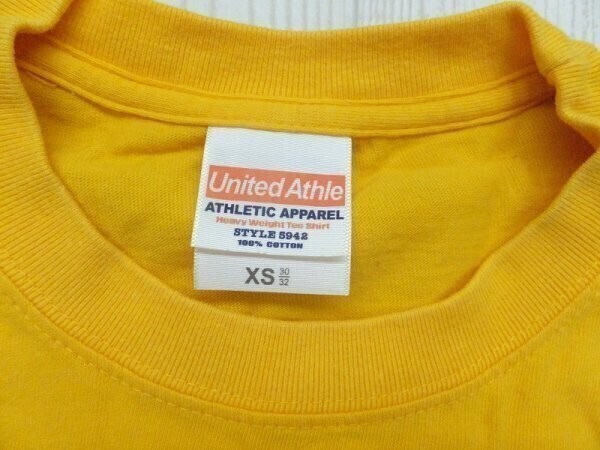 United Athle
ATHLETIC APPAREL
Heavy Weight Tee Shirt
STYLE 5942
100% COTTON
XS 30/32